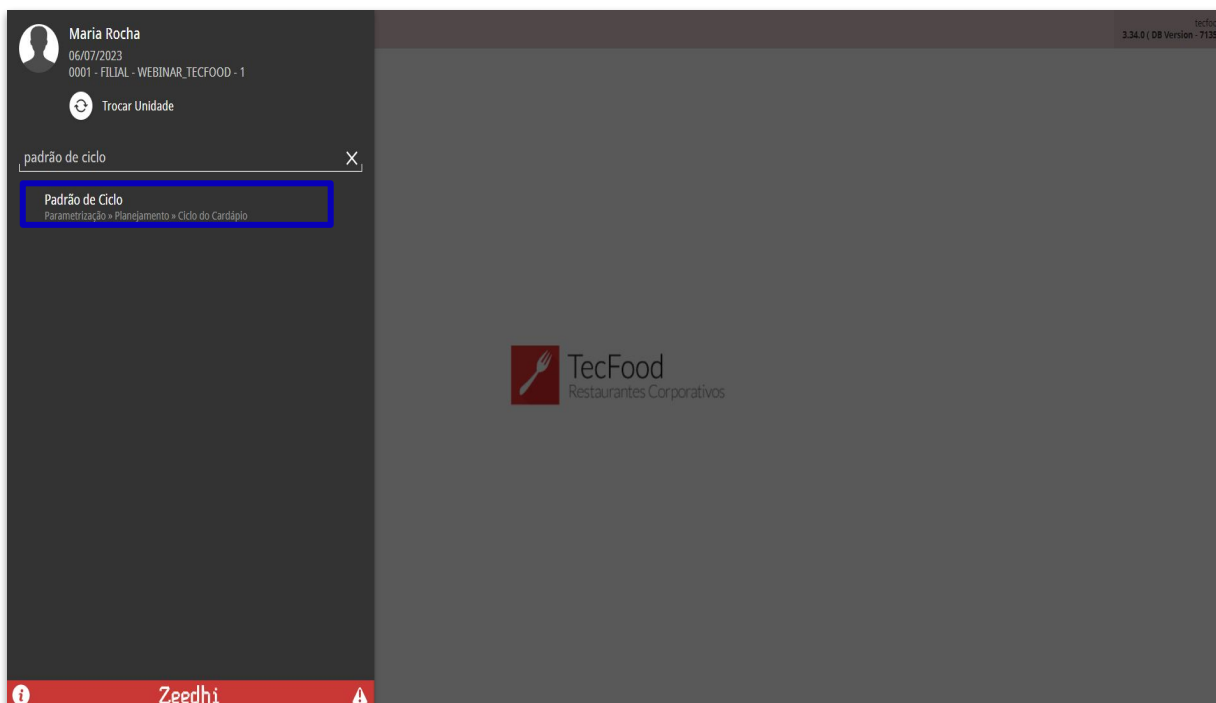 Maria Rocha
06/07/2023
0001 - FILIAL - WEBINAR_TECFOOD - 1
Trocar Unidade
padrão de ciclo
Padrão de Ciclo
Parametrização » Planejamento » Ciclo do Cardápio
3.34.0 ( DB Version - 7135
TecFood
Restaurantes Corporativos
Zeedhi